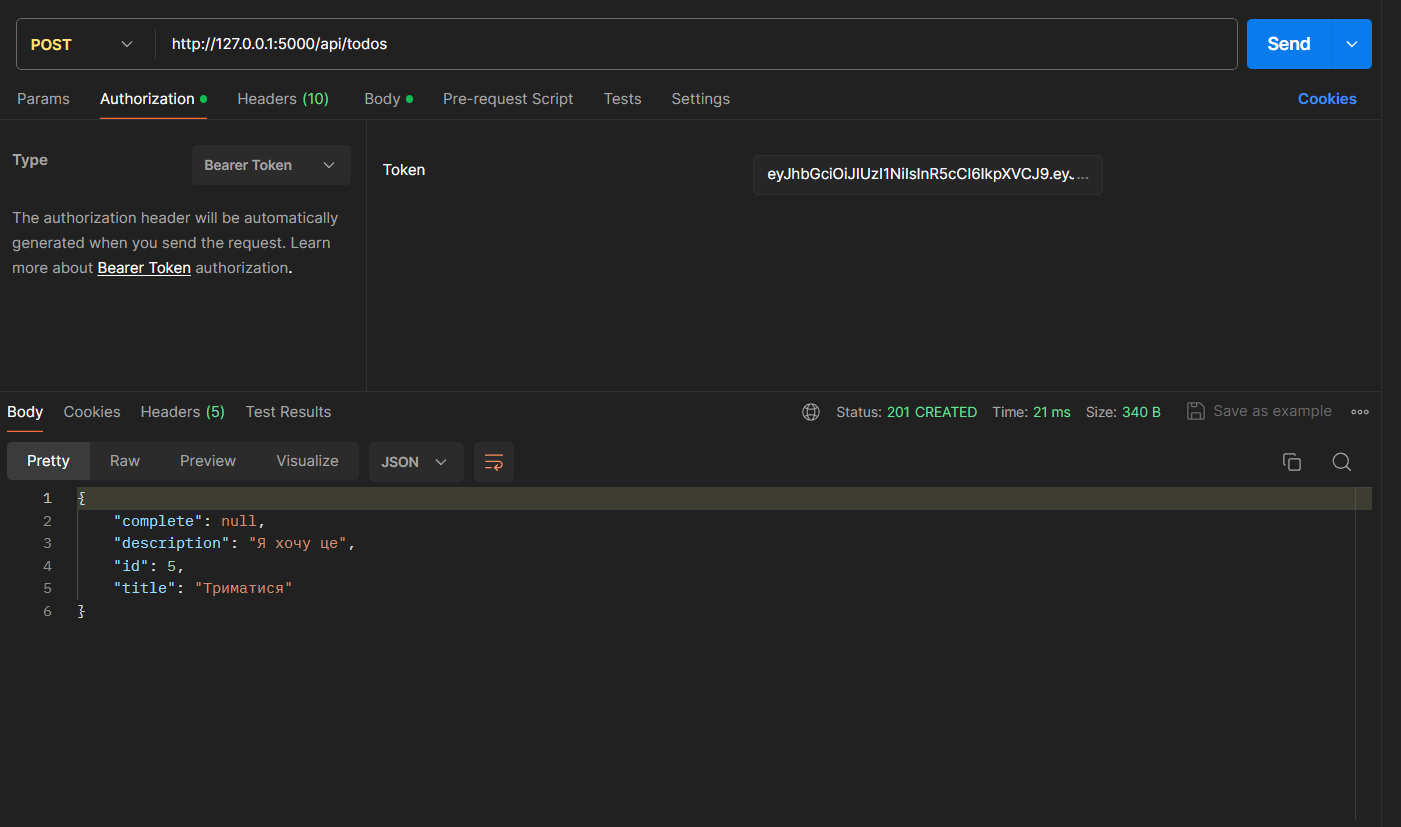 POST http://127.0.0.1:5000/api/todos Send
Params Authorization Headers (10) Body Pre-request Script Tests Settings Cookies
Type Bearer Token
The authorization header will be automatically
generated when you send the request. Learn
more about Bearer Token authorization.
Token eyJhbGciOiJIUzI1NiIsInR5cCI6IkpXVCJ9.eyJ...
Body Cookies Headers (5) Test Results Status: 201 CREATED Time: 21 ms Size: 340 B Save as example
Pretty Raw Preview Visualize JSON
1 {
2 "complete": null,
3 "description": "Я хочу це",
4 "id": 5,
5 "title": "Триматися"
6 }